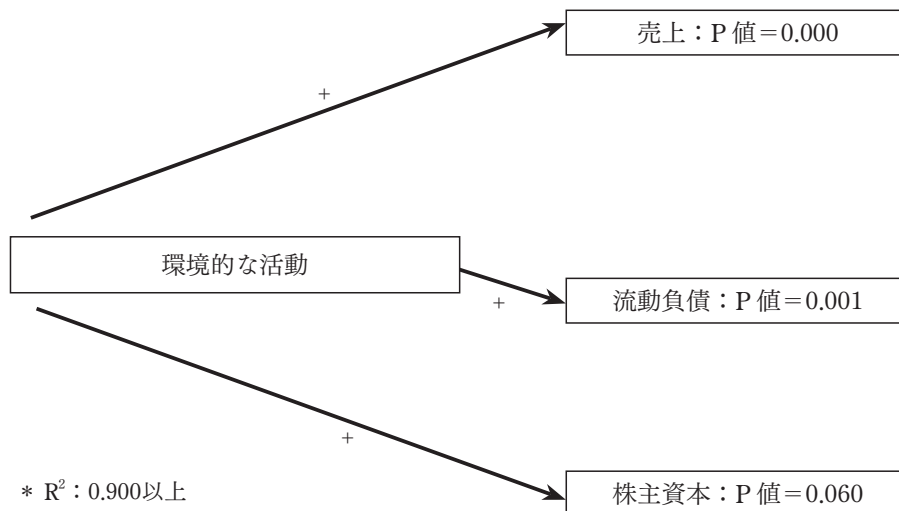 売上：P 値＝0.000
+
環境的な活動
+
流動負債：P 値＝0.001
+
* R²：0.900以上
株主資本：P 値＝0.060